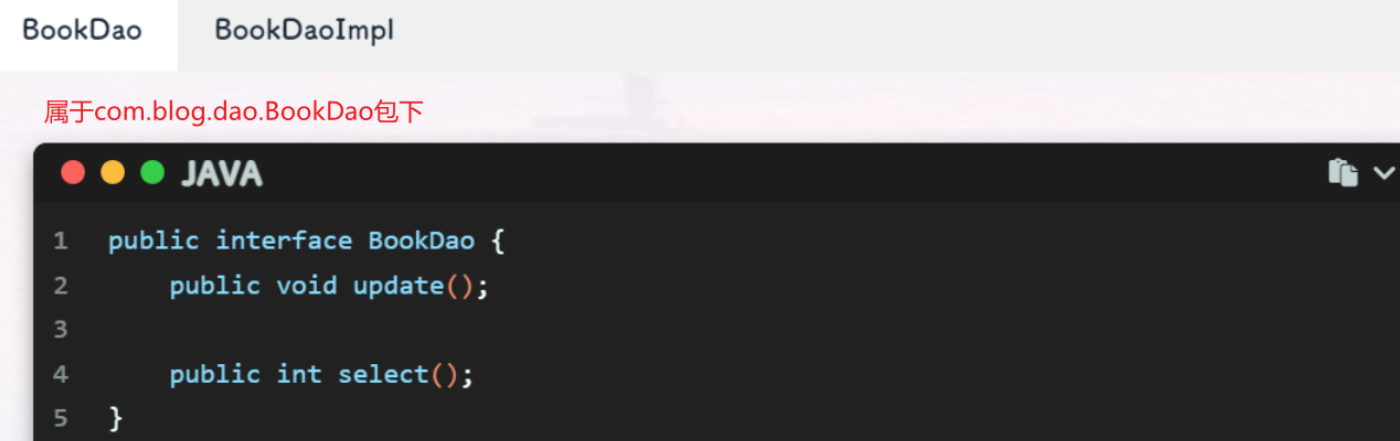 BookDao BookDaoImpl
属于com.blog.dao.BookDao包下
JAVA
1 public interface BookDao {
2     public void update();
3
4     public int select();
5 }